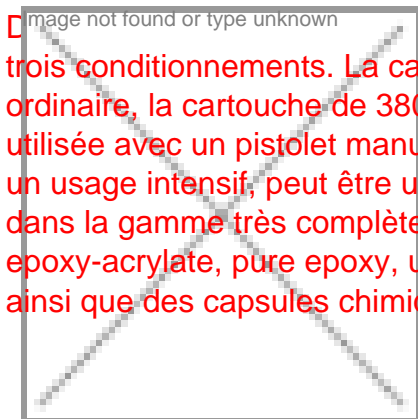 Image not found or type unknown
D
trois conditionnements. La ca
ordinaire, la cartouche de 380
utilisée avec un pistolet manu
un usage intensif, peut être u
dans la gamme très complète
epoxy-acrylate, pure epoxy, u
ainsi que des capsules chimi